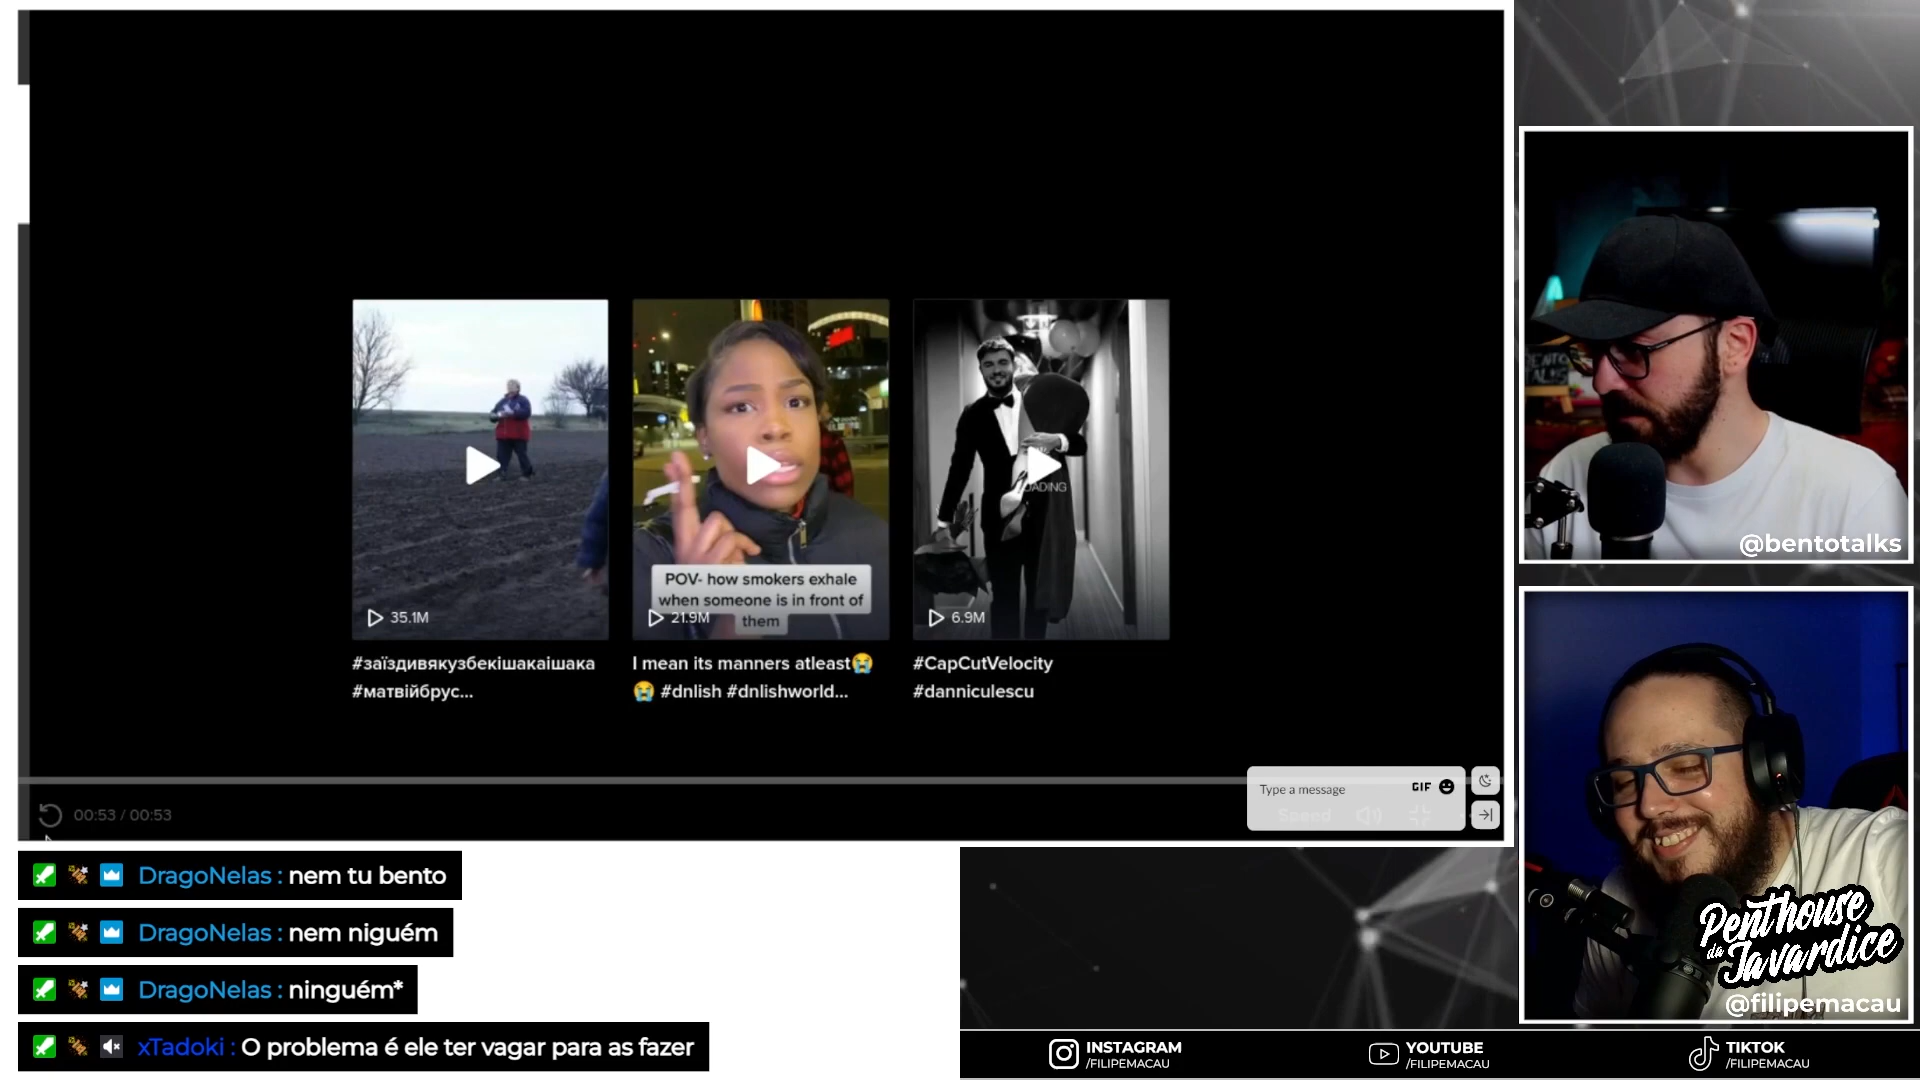 POV- how smokers exhale
when someone is in front of
them
35.1M
21.9M
6.9M
#заїздивякузбекішакаішака
#матвійбрус...
I mean its manners atleast😭
😭 #dnlish #dnlishworld...
#CapCutVelocity
#danniculescu
00:53 / 00:53
Type a message
GIF
Speed
@bentotalks
Penthouse
da
Javardice
@filipemacau
DragoNelas : nem tu bento
DragoNelas : nem niguém
DragoNelas : ninguém*
xTadoki : O problema é ele ter vagar para as fazer
INSTAGRAM
/FILIPEMACAU
YOUTUBE
/FILIPEMACAU
TIKTOK
/FILIPEMACAU